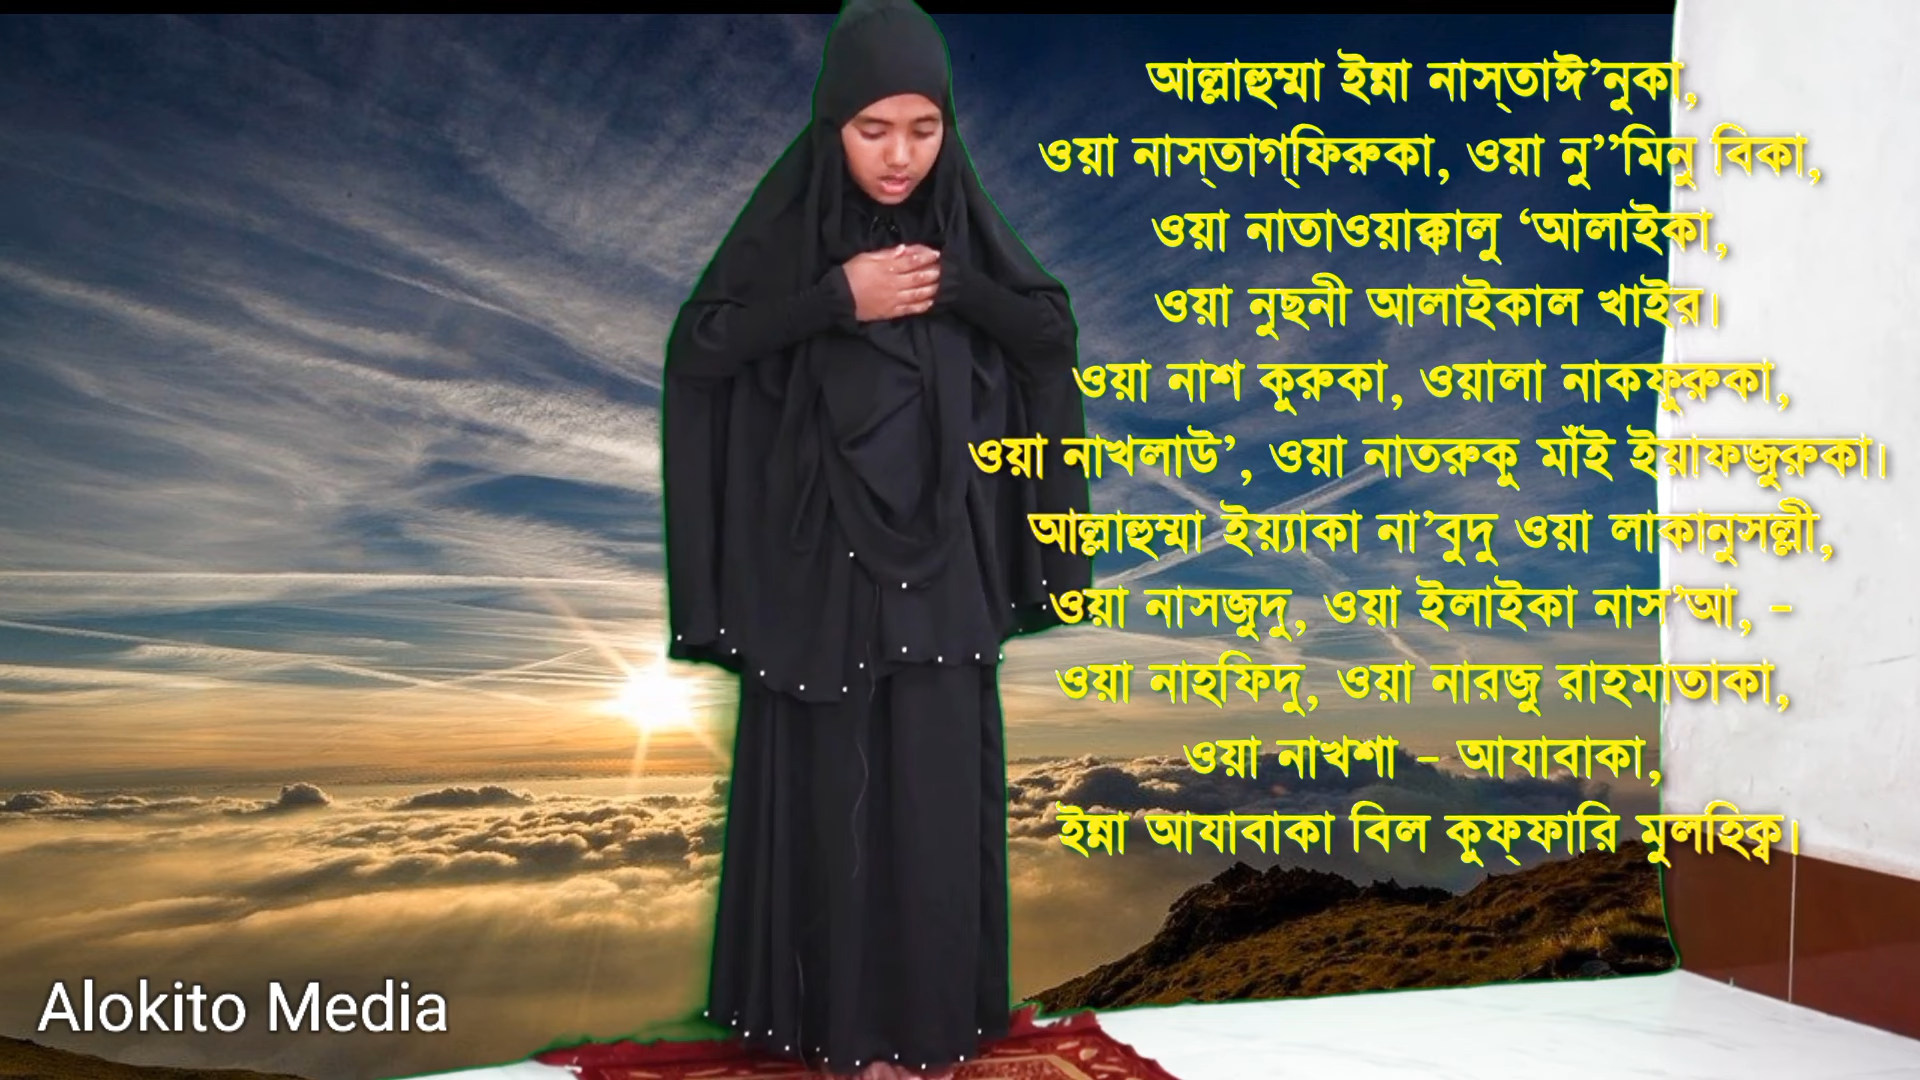 আল্লাহুম্মা ইন্না নাস্‌তাঈ’নুকা,
ওয়া নাস্‌তাগ্‌ফিরুকা, ওয়া নু’’মিনু বিকা,
ওয়া নাতাওয়াক্কালু ‘আলাইকা,
ওয়া নুছনী আলাইকাল খাইর।
ওয়া নাশ কুরুকা, ওয়ালা নাকফুরুকা,
ওয়া নাখলাউ’, ওয়া নাতরুকু মাঁই ইয়াফজুরুকা।
আল্লাহুম্মা ইয়্যাকা না’বুদু ওয়া লাকানুসল্লী,
ওয়া নাসজুদু, ওয়া ইলাইকা নাস’আ, –
ওয়া নাহফিদু, ওয়া নারজু রাহমাতাকা,
ওয়া নাখশা – আযাবাকা,
ইন্না আযাবাকা বিল কুফ্‌ফারি মুলহিক্ব।
Alokito Media